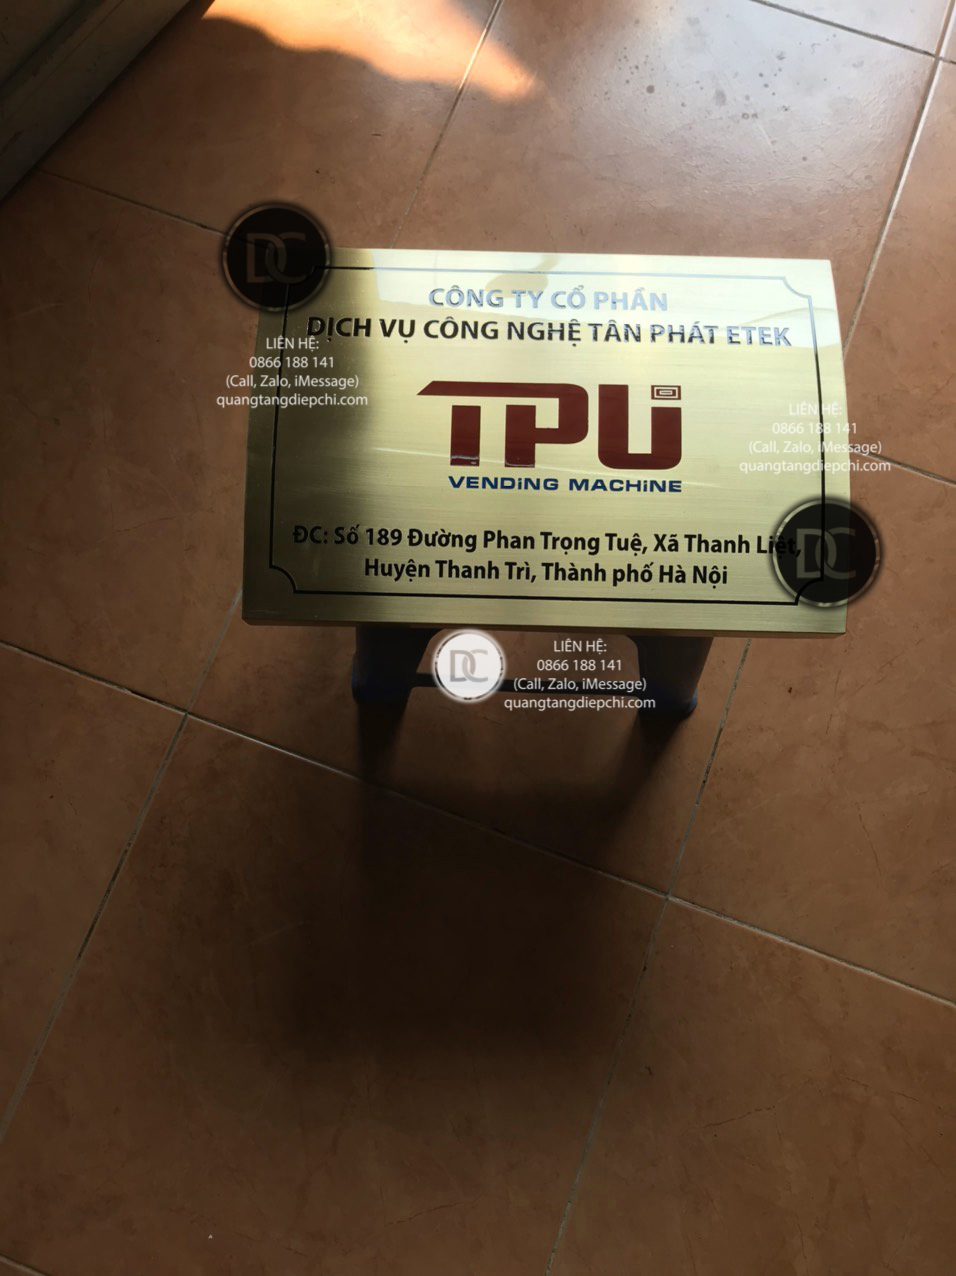 CÔNG TY CỔ PHẦN
DỊCH VỤ CÔNG NGHỆ TÂN PHÁT ETEK
TPU
VENDiNG MACHiNE
ĐC: Số 189 Đường Phan Trọng Tuệ, Xã Thanh Liệt,
Huyện Thanh Trì, Thành phố Hà Nội
DC
LIÊN HỆ:
0866 188 141
(Call, Zalo, iMessage)
quangtangdiepchi.com
LIÊN HỆ:
0866 188 141
(Call, Zalo, iMessage)
quangtangdiepchi.com
DC
DC
LIÊN HỆ:
0866 188 141
(Call, Zalo, iMessage)
quangtangdiepchi.com